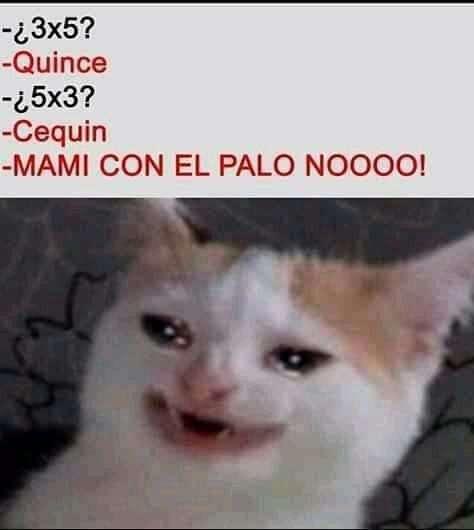 -¿3x5?
-Quince
-¿5x3?
-Cequin
-MAMI CON EL PALO NOOOO!